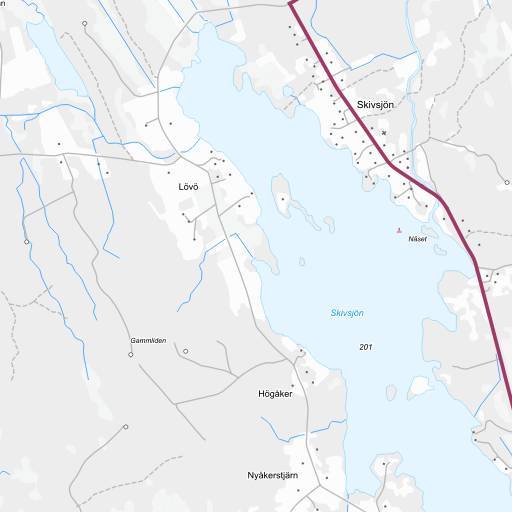 Skivsjön
Lövö
Näset
Skivsjön
Gammliden
201
Högåker
Nyåkerstjärn